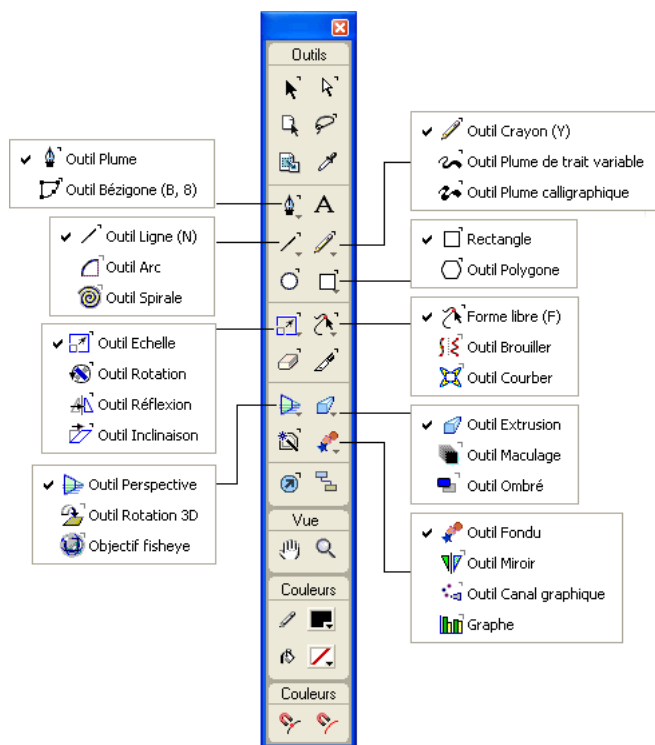 Outils
Outil Plume
Outil Bézigone (B, 8)
Outil Ligne (N)
Outil Arc
Outil Spirale
Outil Echelle
Outil Rotation
Outil Réflexion
Outil Inclinaison
Outil Perspective
Outil Rotation 3D
Objectif fisheye
A
Vue
Couleurs
Couleurs
Outil Crayon (Y)
Outil Plume de trait variable
Outil Plume calligraphique
Rectangle
Outil Polygone
Forme libre (F)
Outil Brouiller
Outil Courber
Outil Extrusion
Outil Maculage
Outil Ombré
Outil Fondu
Outil Miroir
Outil Canal graphique
Graphe